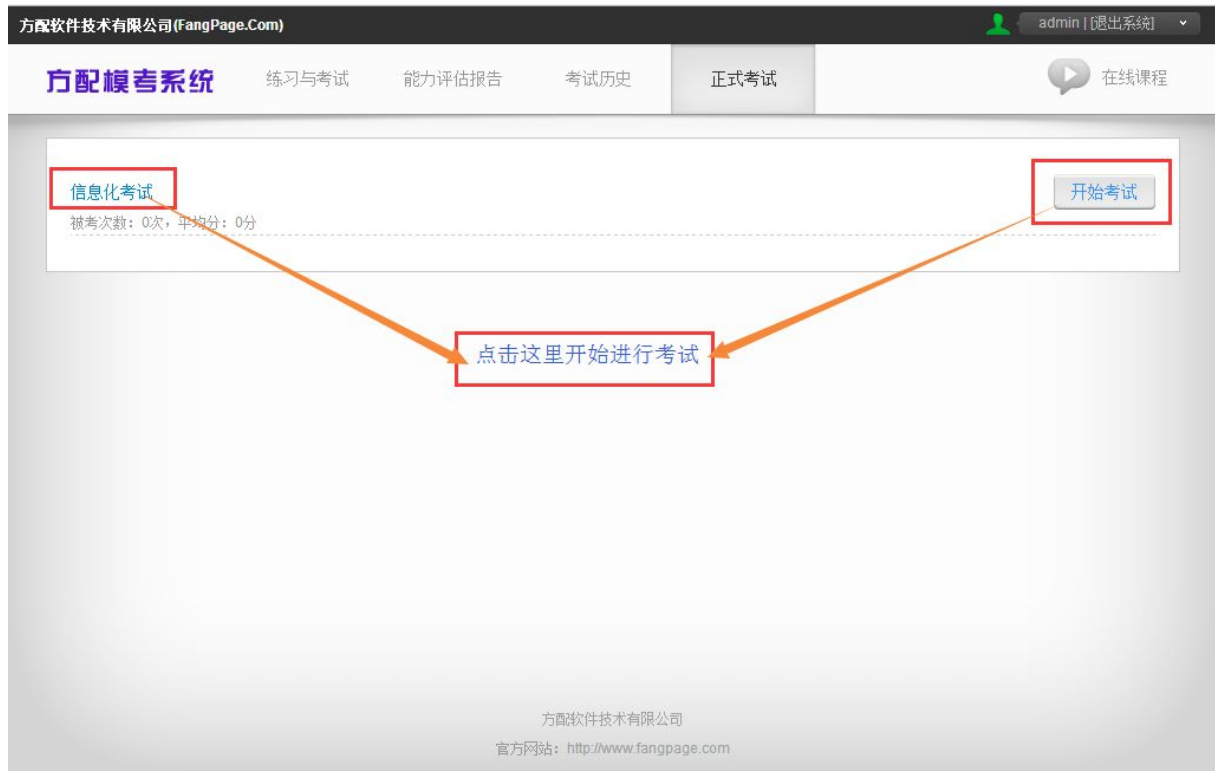 方配软件技术有限公司(FangPage.Com)
admin | [退出系统]
方配模考系统 练习与考试 能力评估报告 考试历史 正式考试 在线课程
信息化考试 开始考试
被考次数：0次，平均分：0分
点击这里开始进行考试
方配软件技术有限公司
官方网站：http://www.fangpage.com